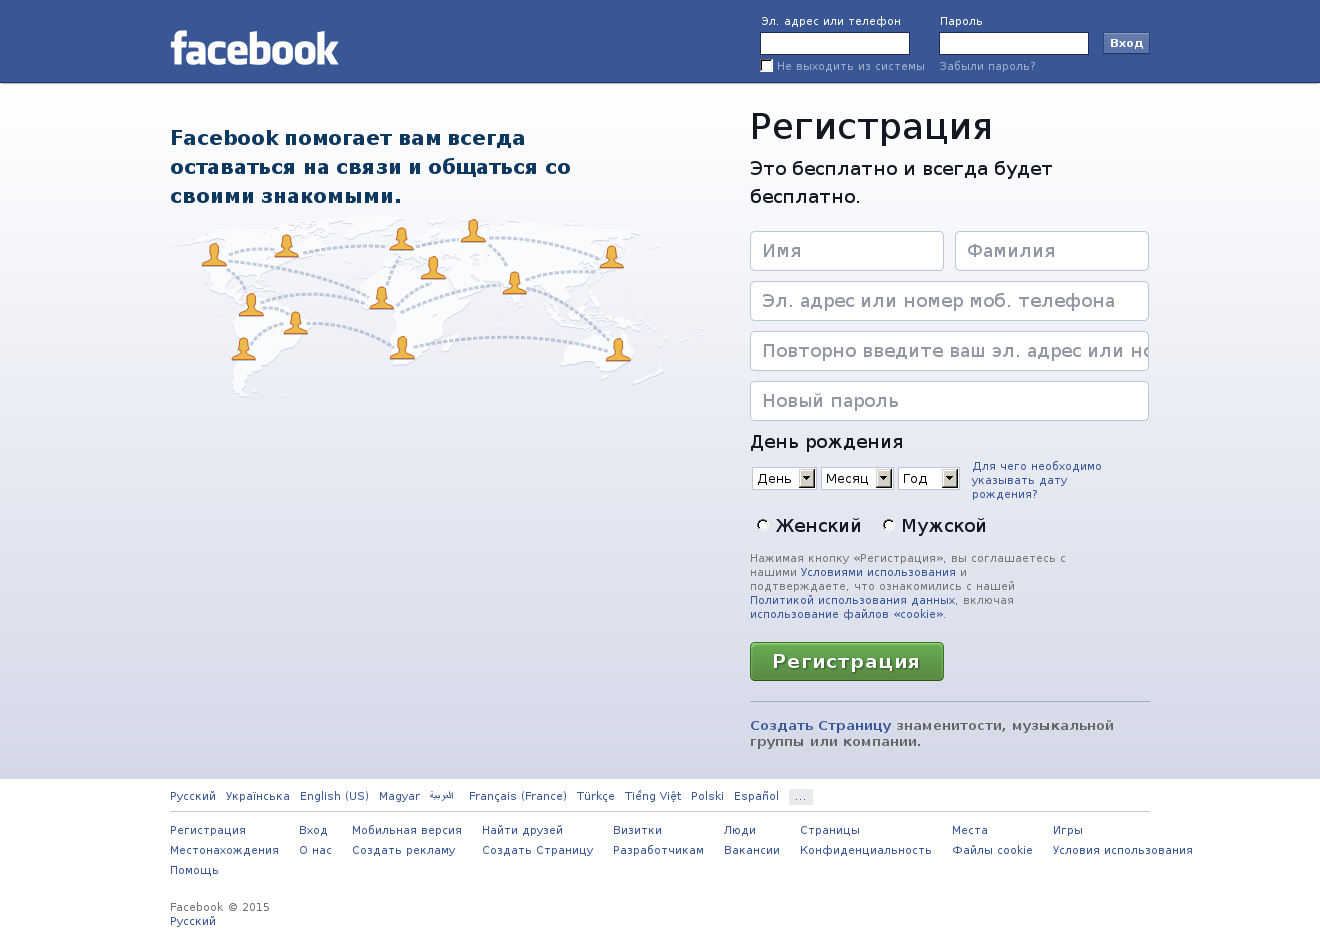 facebook
Эл. адрес или телефон
Пароль
Вход
Не выходить из системы
Забыли пароль?
Facebook помогает вам всегда
оставаться на связи и общаться со
своими знакомыми.
Регистрация
Это бесплатно и всегда будет
бесплатно.
Имя
Фамилия
Эл. адрес или номер моб. телефона
Повторно введите ваш эл. адрес или но
Новый пароль
День рождения
День
Месяц
Год
Для чего необходимо
указывать дату
рождения?
Женский
Мужской
Нажимая кнопку «Регистрация», вы соглашаетесь с
нашими Условиями использования и
подтверждаете, что ознакомились с нашей
Политикой использования данных, включая
использование файлов «cookie».
Регистрация
Создать Страницу знаменитости, музыкальной
группы или компании.
Русский Українська English (US) Magyar العربية Français (France) Türkçe Tiếng Việt Polski Español ...
Регистрация Вход Мобильная версия Найти друзей Визитки Люди Страницы Места Игры
Местонахождения О нас Создать рекламу Создать Страницу Разработчикам Вакансии Конфиденциальность Файлы cookie Условия использования
Помощь
Facebook © 2015
Русский